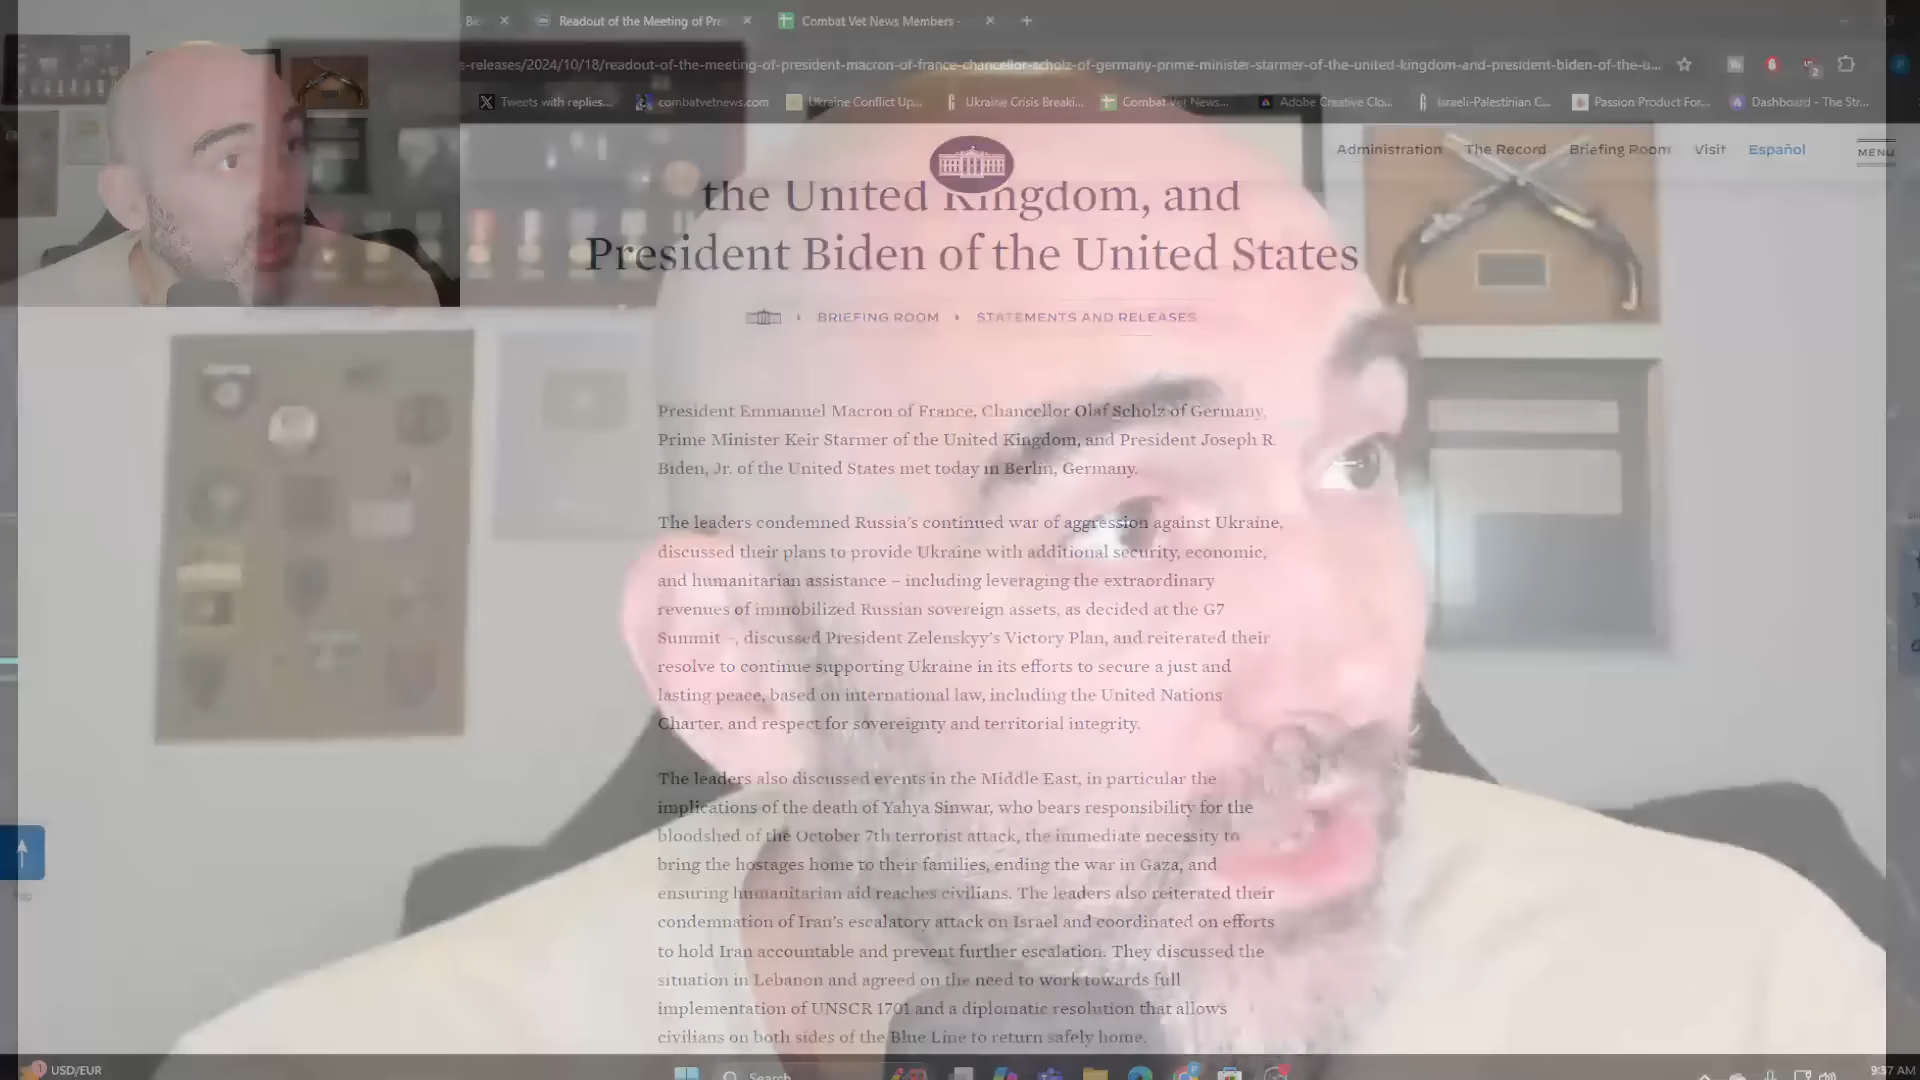 Readout of the Meeting of Pre
Combat Vet News Members -
s-releases/2024/10/18/readout-of-the-meeting-of-president-macron-of-france-chancellor-scholz-of-germany-prime-minister-starmer-of-the-united-kingdom-and-president-biden-of-the-u...
2
P
Tweets with replies...
combatvetnews.com
Ukraine Conflict Up...
Ukraine Crisis Breaki...
Combat Vet News...
Adobe Creative Clo...
Israeli-Palestinian C...
Passion Product For...
Dashboard - The Str...
Administration
The Record
Briefing Room
Visit
Español
MENU
the United Kingdom, and
President Biden of the United States
BRIEFING ROOM
STATEMENTS AND RELEASES
President Emmanuel Macron of France, Chancellor Olaf Scholz of Germany,
Prime Minister Keir Starmer of the United Kingdom, and President Joseph R.
Biden, Jr. of the United States met today in Berlin, Germany.
The leaders condemned Russia's continued war of aggression against Ukraine,
discussed their plans to provide Ukraine with additional security, economic,
and humanitarian assistance – including leveraging the extraordinary
revenues of immobilized Russian sovereign assets, as decided at the G7
Summit –, discussed President Zelenskyy's Victory Plan, and reiterated their
resolve to continue supporting Ukraine in its efforts to secure a just and
lasting peace, based on international law, including the United Nations
Charter, and respect for sovereignty and territorial integrity.
The leaders also discussed events in the Middle East, in particular the
implications of the death of Yahya Sinwar, who bears responsibility for the
bloodshed of the October 7th terrorist attack, the immediate necessity to
bring the hostages home to their families, ending the war in Gaza, and
ensuring humanitarian aid reaches civilians. The leaders also reiterated their
condemnation of Iran's escalatory attack on Israel and coordinated on efforts
to hold Iran accountable and prevent further escalation. They discussed the
situation in Lebanon and agreed on the need to work towards full
implementation of UNSCR 1701 and a diplomatic resolution that allows
civilians on both sides of the Blue Line to return safely home.
1
USD/EUR
Search
9:37 AM